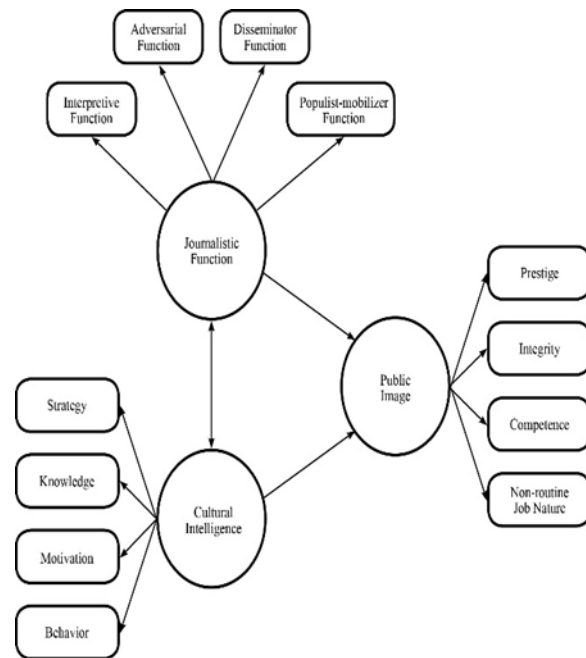 Adversarial
Function
Disseminator
Function
Interpretive
Function
Populist-mobilizer
Function
Journalistic
Function
Prestige
Integrity
Public
Image
Competence
Non-routine
Job Nature
Strategy
Knowledge
Cultural
Intelligence
Motivation
Behavior